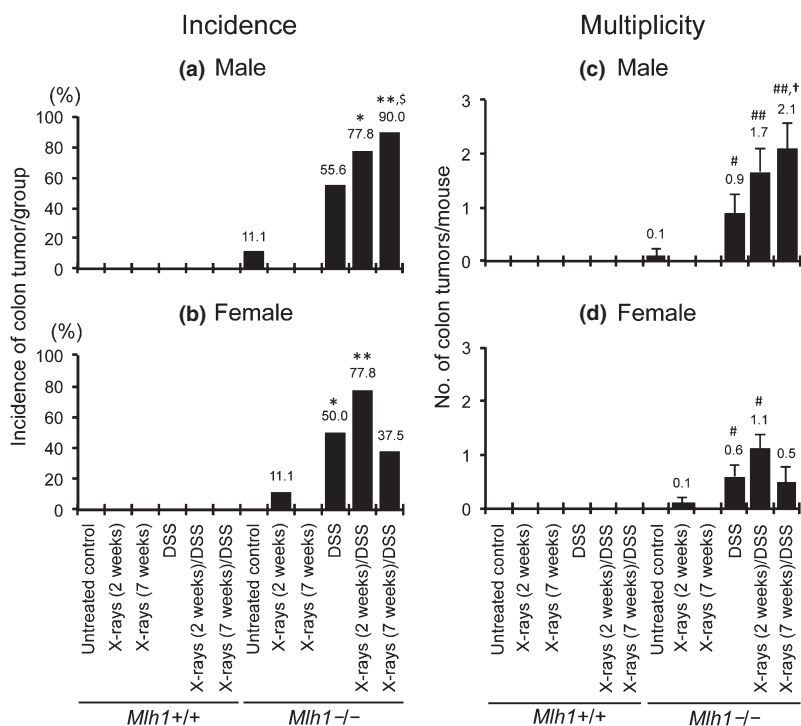 Incidence
Multiplicity
(a) Male
(%)
Incidence of colon tumor/group
100
80
60
40
20
0
11.1
55.6
*
77.8
**,$
90.0
(b) Female
(%)
100
80
60
40
20
0
11.1
*
50.0
**
77.8
37.5
Untreated control
X-rays (2 weeks)
X-rays (7 weeks)
DSS
X-rays (2 weeks)/DSS
X-rays (7 weeks)/DSS
Untreated control
X-rays (2 weeks)
X-rays (7 weeks)
DSS
X-rays (2 weeks)/DSS
X-rays (7 weeks)/DSS
Mlh1+/+
Mlh1−/−
(c) Male
No. of colon tumors/mouse
3
2
1
0
0.1
#
0.9
##
1.7
##,†
2.1
(d) Female
3
2
1
0
0.1
#
0.6
#
1.1
0.5
Untreated control
X-rays (2 weeks)
X-rays (7 weeks)
DSS
X-rays (2 weeks)/DSS
X-rays (7 weeks)/DSS
Untreated control
X-rays (2 weeks)
X-rays (7 weeks)
DSS
X-rays (2 weeks)/DSS
X-rays (7 weeks)/DSS
Mlh1+/+
Mlh1−/−